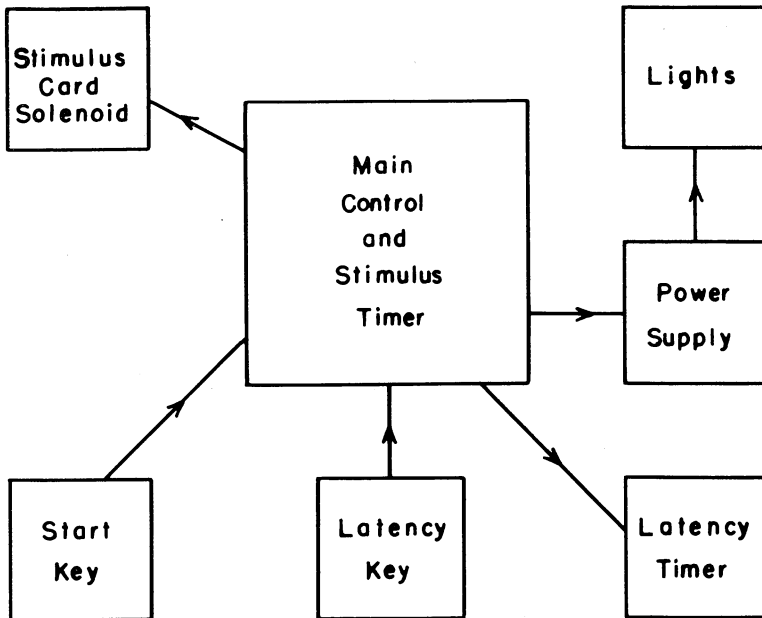 Stimulus
Card
Solenoid
Lights
Main
Control
and
Stimulus
Timer
Power
Supply
Start
Key
Latency
Key
Latency
Timer